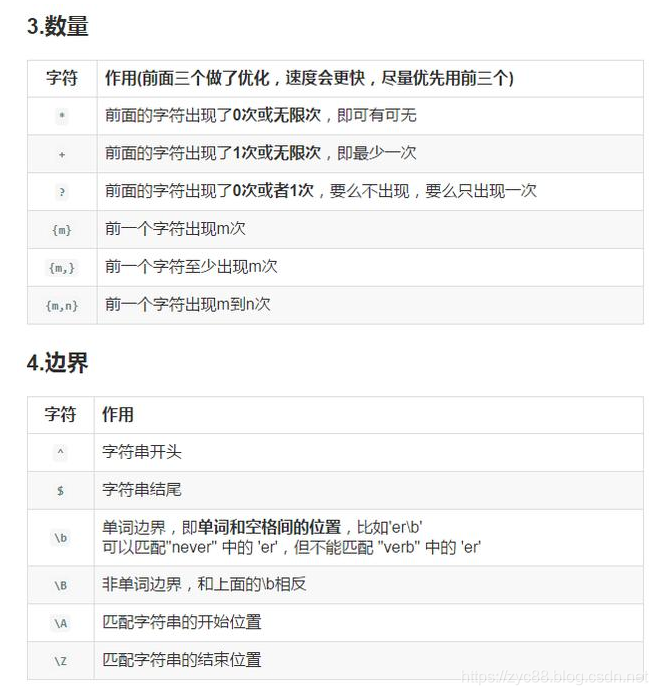 3.数量
字符 作用(前面三个做了优化，速度会更快，尽量优先用前三个)
* 前面的字符出现了0次或无限次，即可有可无
+ 前面的字符出现了1次或无限次，即最少一次
? 前面的字符出现了0次或者1次，要么不出现，要么只出现一次
{m} 前一个字符出现m次
{m,} 前一个字符至少出现m次
{m,n} 前一个字符出现m到n次
4.边界
字符 作用
^ 字符串开头
$ 字符串结尾
\b 单词边界，即单词和空格间的位置，比如'er\b'
可以匹配"never" 中的 'er'，但不能匹配 "verb" 中的 'er'
\B 非单词边界，和上面的\b相反
\A 匹配字符串的开始位置
\Z 匹配字符串的结束位置
https://zyc88.blog.csdn.net